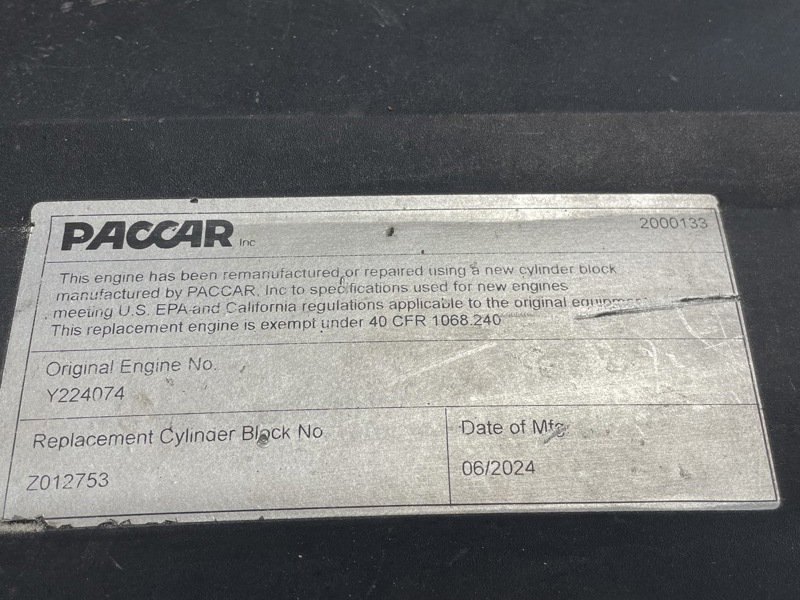 PACCAR Inc
2000133
This engine has been remanufactured or repaired using a new cylinder block
manufactured by PACCAR, Inc to specifications used for new engines
meeting U.S. EPA and California regulations applicable to the original
This replacement engine is exempt under 40 CFR 1068.240
Original Engine No.
Y224074
Replacement Cylinder Block No
Z012753
Date of Mfg
06/2024